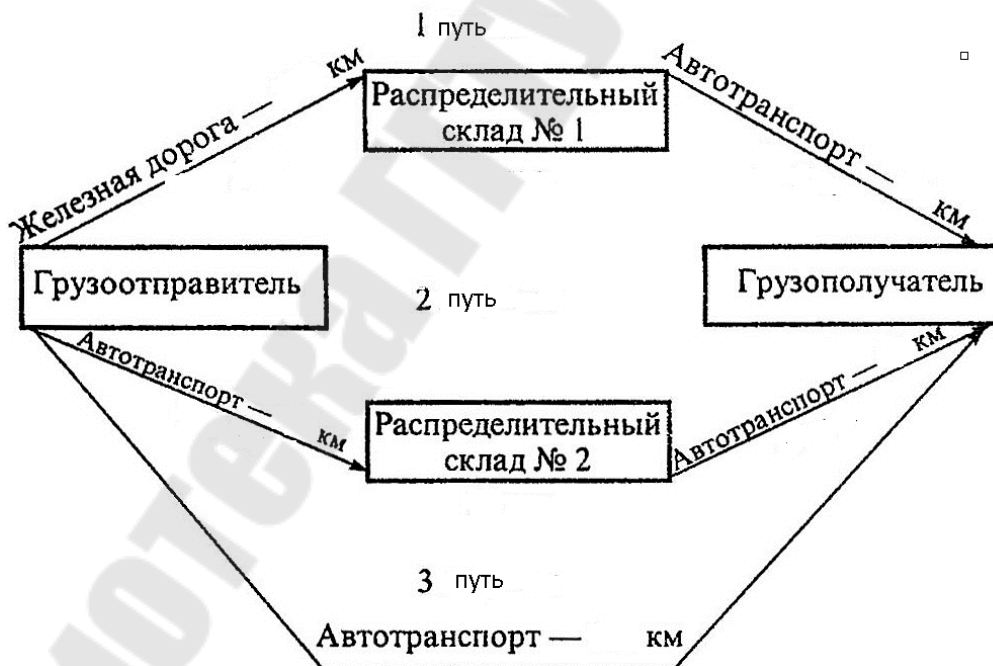 1 путь
Железная дорога — км
Распределительный
склад № 1
Автотранспорт — км
Грузоотправитель
2 путь
Грузополучатель
Автотранспорт — км
Распределительный
склад № 2
Автотранспорт — км
3 путь
Автотранспорт — км